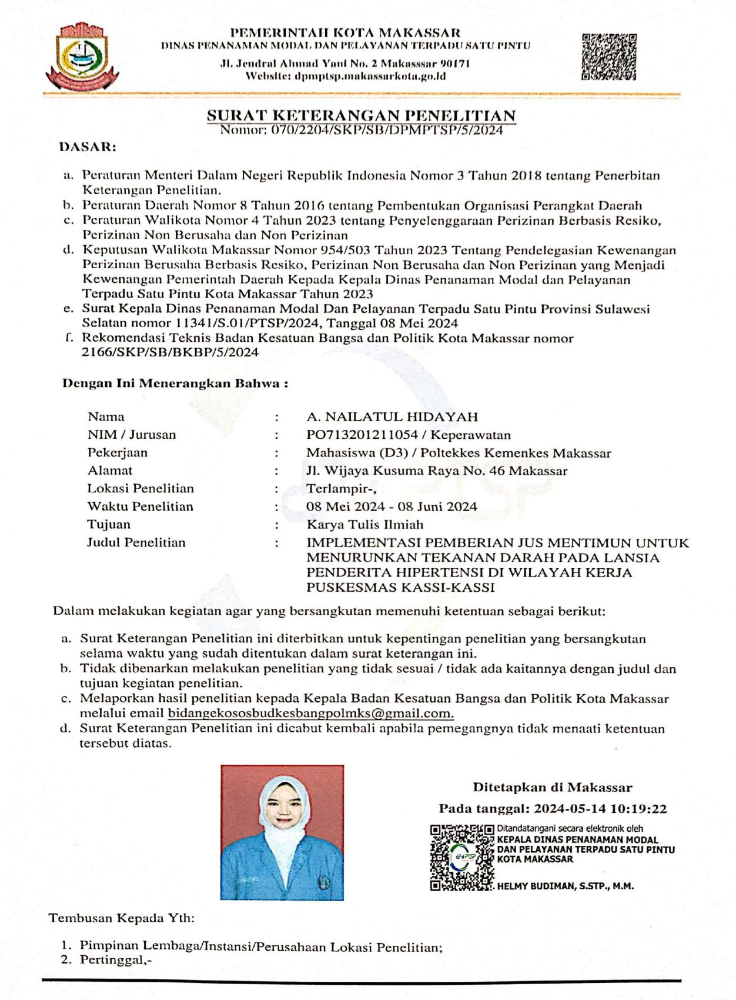 PEMERINTAH KOTA MAKASSAR
DINAS PENANAMAN MODAL DAN PELAYANAN TERPADU SATU PINTU
Jl. Jendral Ahmad Yani No. 2 Makasssar 90171
Website: dpmptsp.makassarkota.go.id
SURAT KETERANGAN PENELITIAN
Nomor: 070/2204/SKP/SB/DPMPTSP/5/2024
DASAR:
a. Peraturan Menteri Dalam Negeri Republik Indonesia Nomor 3 Tahun 2018 tentang Penerbitan
Keterangan Penelitian.
b. Peraturan Daerah Nomor 8 Tahun 2016 tentang Pembentukan Organisasi Perangkat Daerah
c. Peraturan Walikota Nomor 4 Tahun 2023 tentang Penyelenggaraan Perizinan Berbasis Resiko,
Perizinan Non Berusaha dan Non Perizinan
d. Keputusan Walikota Makassar Nomor 954/503 Tahun 2023 Tentang Pendelegasian Kewenangan
Perizinan Berusaha Berbasis Resiko, Perizinan Non Berusaha dan Non Perizinan yang Menjadi
Kewenangan Pemerintah Daerah Kepada Kepala Dinas Penanaman Modal dan Pelayanan
Terpadu Satu Pintu Kota Makassar Tahun 2023
e. Surat Kepala Dinas Penanaman Modal Dan Pelayanan Terpadu Satu Pintu Provinsi Sulawesi
Selatan nomor 11341/S.01/PTSP/2024, Tanggal 08 Mei 2024
f. Rekomendasi Teknis Badan Kesatuan Bangsa dan Politik Kota Makassar nomor
2166/SKP/SB/BKBP/5/2024
Dengan Ini Menerangkan Bahwa :
Nama : A. NAILATUL HIDAYAH
NIM / Jurusan : PO713201211054 / Keperawatan
Pekerjaan : Mahasiswa (D3) / Poltekkes Kemenkes Makassar
Alamat : Jl. Wijaya Kusuma Raya No. 46 Makassar
Lokasi Penelitian : Terlampir-,
Waktu Penelitian : 08 Mei 2024 - 08 Juni 2024
Tujuan : Karya Tulis Ilmiah
Judul Penelitian : IMPLEMENTASI PEMBERIAN JUS MENTIMUN UNTUK
MENURUNKAN TEKANAN DARAH PADA LANSIA
PENDERITA HIPERTENSI DI WILAYAH KERJA
PUSKESMAS KASSI-KASSI
Dalam melakukan kegiatan agar yang bersangkutan memenuhi ketentuan sebagai berikut:
a. Surat Keterangan Penelitian ini diterbitkan untuk kepentingan penelitian yang bersangkutan
selama waktu yang sudah ditentukan dalam surat keterangan ini.
b. Tidak dibenarkan melakukan penelitian yang tidak sesuai / tidak ada kaitannya dengan judul dan
tujuan kegiatan penelitian.
c. Melaporkan hasil penelitian kepada Kepala Badan Kesatuan Bangsa dan Politik Kota Makassar
melalui email bidangekososbudkesbangpolmks@gmail.com.
d. Surat Keterangan Penelitian ini dicabut kembali apabila pemegangnya tidak menaati ketentuan
tersebut diatas.
Ditetapkan di Makassar
Pada tanggal: 2024-05-14 10:19:22
Ditandatangani secara elektronik oleh
KEPALA DINAS PENANAMAN MODAL
DAN PELAYANAN TERPADU SATU PINTU
KOTA MAKASSAR
HELMY BUDIMAN, S.STP., M.M.
Tembusan Kepada Yth:
1. Pimpinan Lembaga/Instansi/Perusahaan Lokasi Penelitian;
2. Pertinggal,-